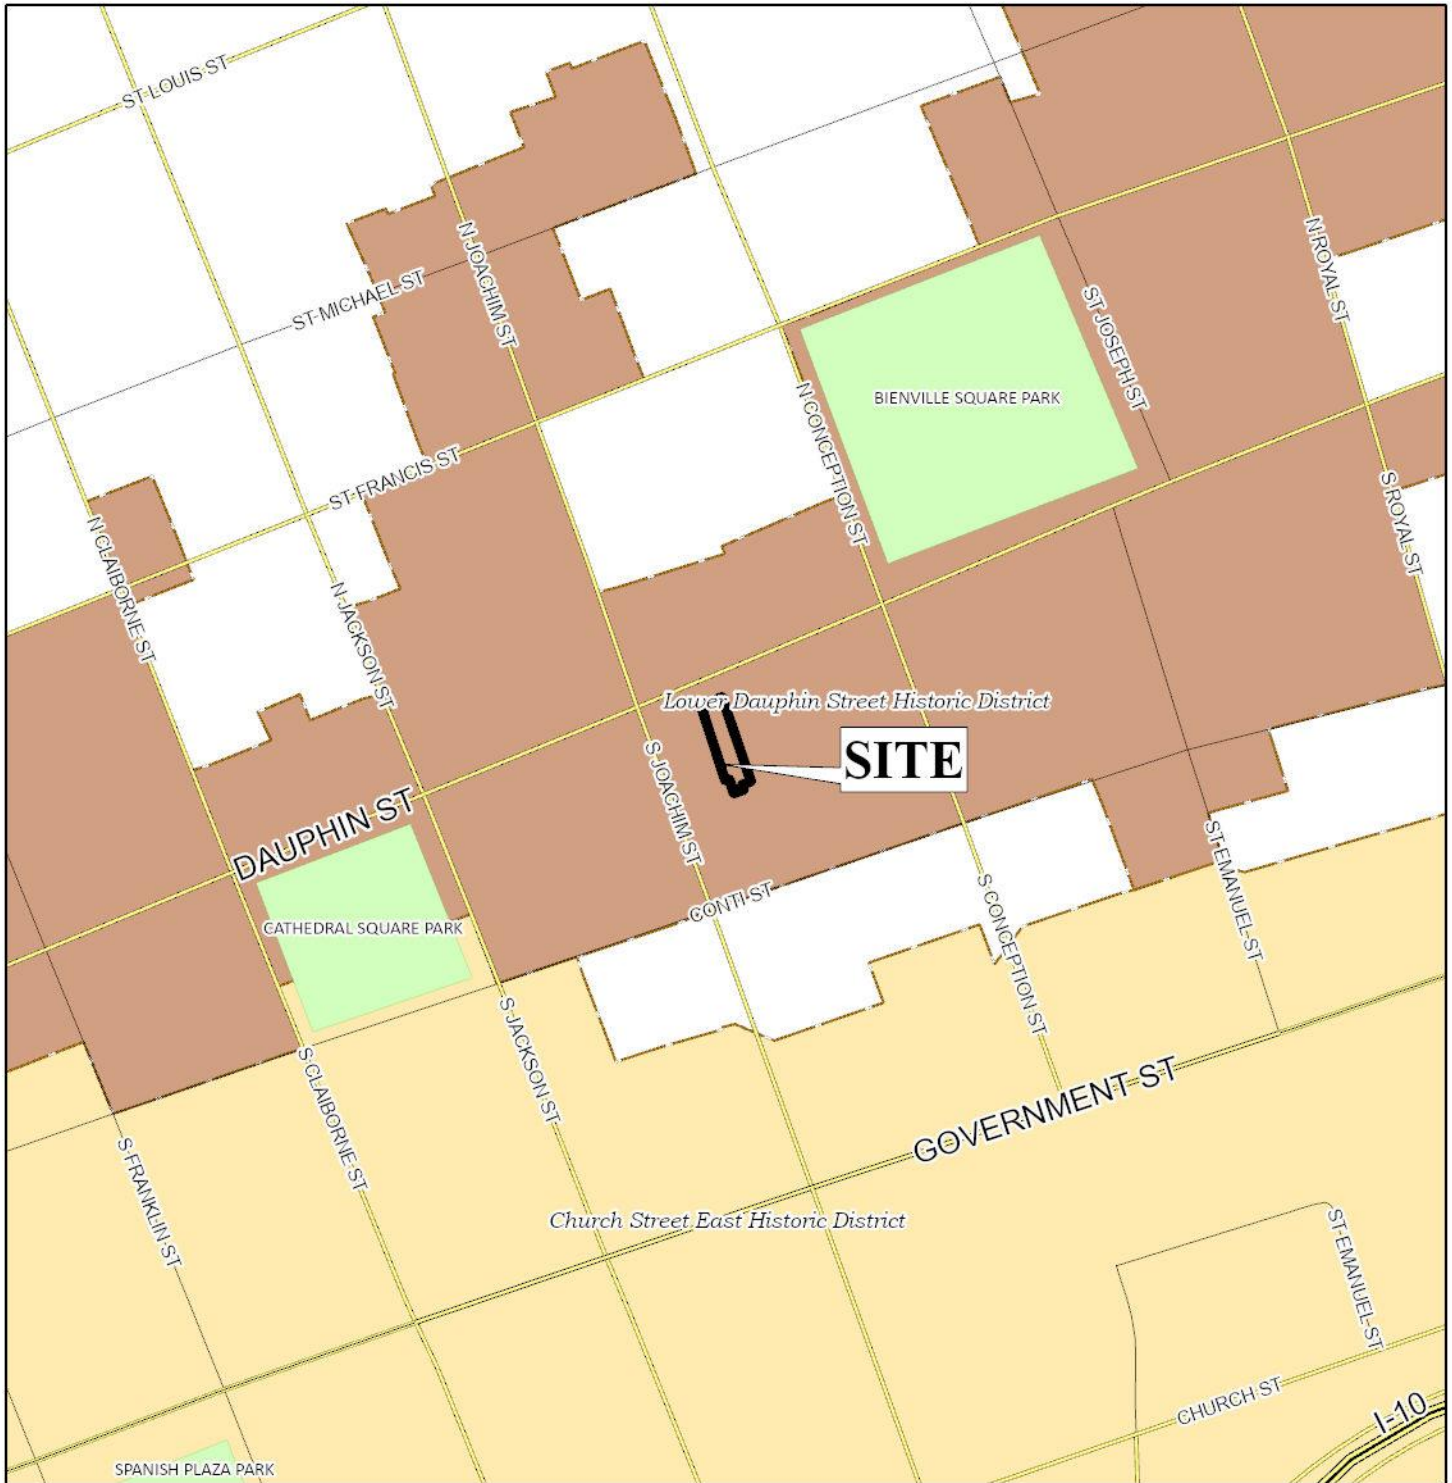 ST LOUIS ST
N JOACHIM ST
N ROYAL ST
ST MICHAEL ST
ST JOSEPH ST
BIENVILLE SQUARE PARK
N CONCEPTION ST
ST FRANCIS ST
S ROYAL ST
N CLAIBORNE ST
N JACKSON ST
Lower Dauphin Street Historic District
SITE
S JOACHIM ST
DAUPHIN ST
ST EMANUEL ST
CONTI ST
S CONCEPTION ST
CATHEDRAL SQUARE PARK
S JACKSON ST
S CLAIBORNE ST
GOVERNMENT ST
S FRANKLIN ST
Church Street East Historic District
ST EMANUEL ST
CHURCH ST
I-10
SPANISH PLAZA PARK